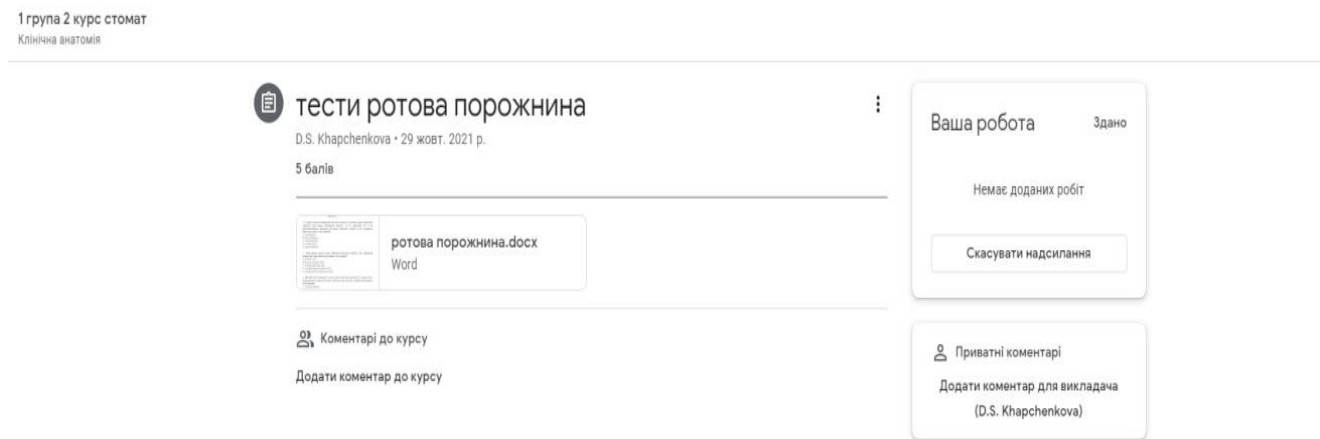 1 група 2 курс стомат
Клінічна анатомія
тести ротова порожнина
D.S. Khapchenkova • 29 жовт. 2021 р.
5 балів
ротова порожнина.docx
Word
Коментарі до курсу
Додати коментар до курсу
Ваша робота
Здано
Немає доданих робіт
Скасувати надсилання
Приватні коментарі
Додати коментар для викладача
(D.S. Khapchenkova)